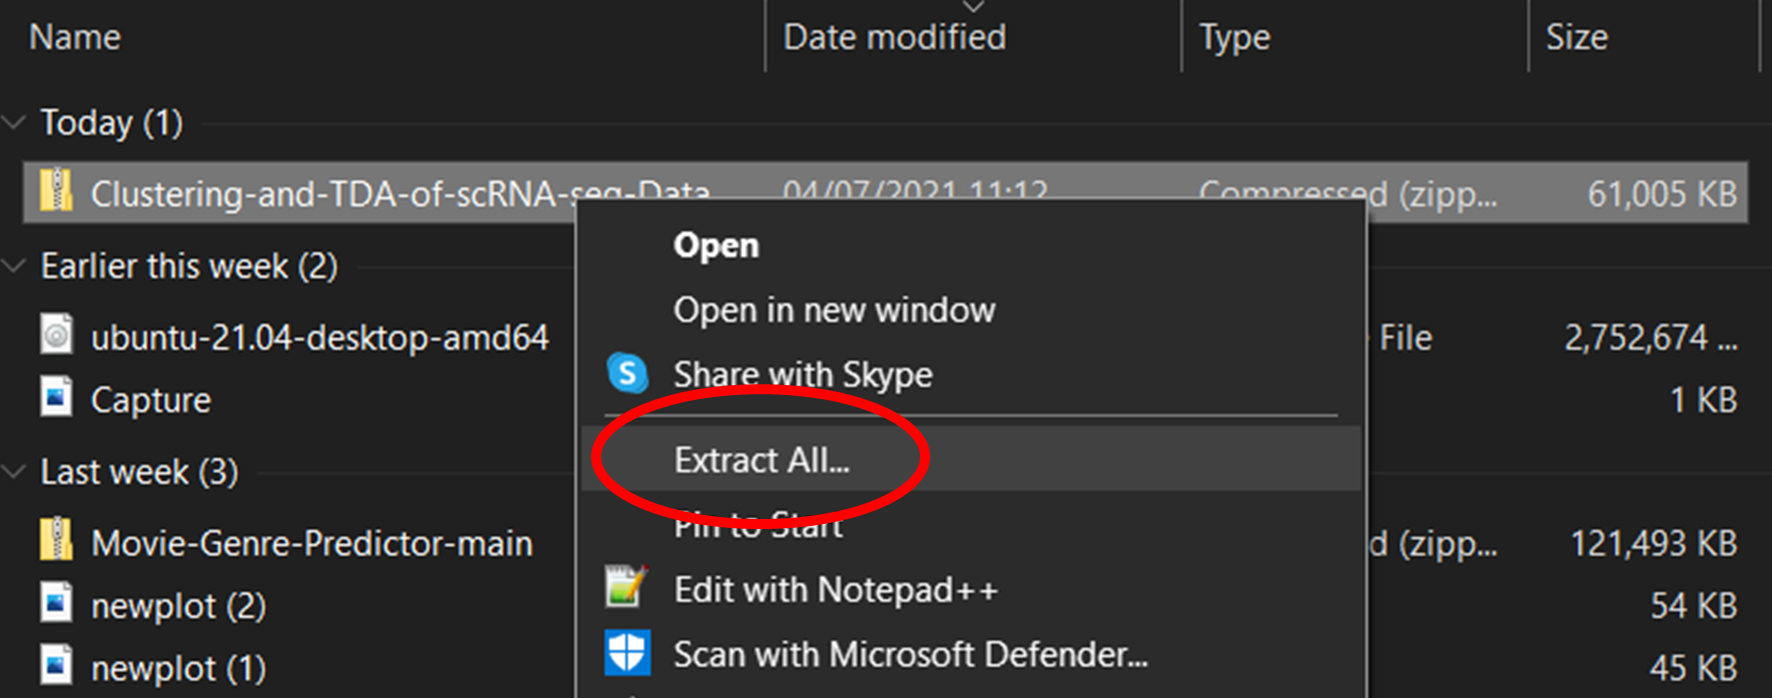 Name Date modified Type Size
Today (1)
Clustering-and-TDA-of-scRNA-seq-Data 04/07/2021 11:12 Compressed (zipp... 61,005 KB
Open
Earlier this week (2)
Open in new window
ubuntu-21.04-desktop-amd64 File 2,752,674 ...
Share with Skype
Capture 1 KB
Extract All...
Last week (3)
Pin to Start
Movie-Genre-Predictor-main d (zipp... 121,493 KB
Edit with Notepad++
newplot (2) 54 KB
Scan with Microsoft Defender...
newplot (1) 45 KB